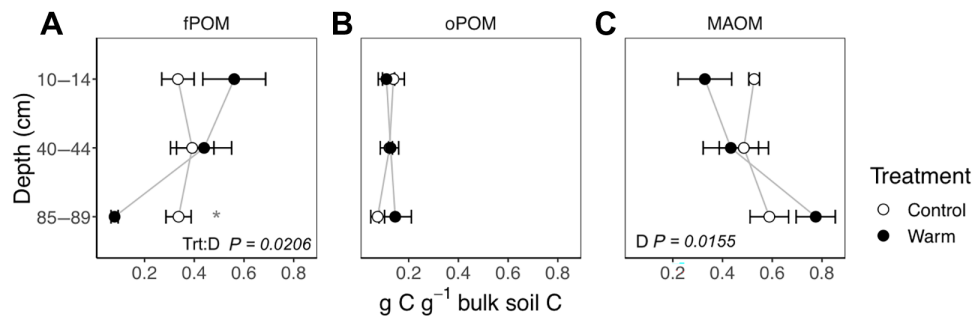 A
fPOM
B
oPOM
C
MAOM
Depth (cm)
10−14
40−44
85−89
*
Trt:D P = 0.0206
D P = 0.0155
0.2 0.4 0.6 0.8
0.2 0.4 0.6 0.8
0.2 0.4 0.6 0.8
g C g⁻¹ bulk soil C
Treatment
Control
Warm